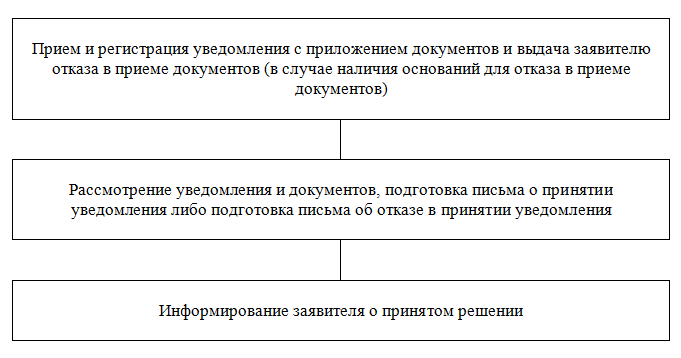 Прием и регистрация уведомления с приложением документов и выдача заявителю
отказа в приеме документов (в случае наличия оснований для отказа в приеме
документов)
Рассмотрение уведомления и документов, подготовка письма о принятии
уведомления либо подготовка письма об отказе в принятии уведомления
Информирование заявителя о принятом решении